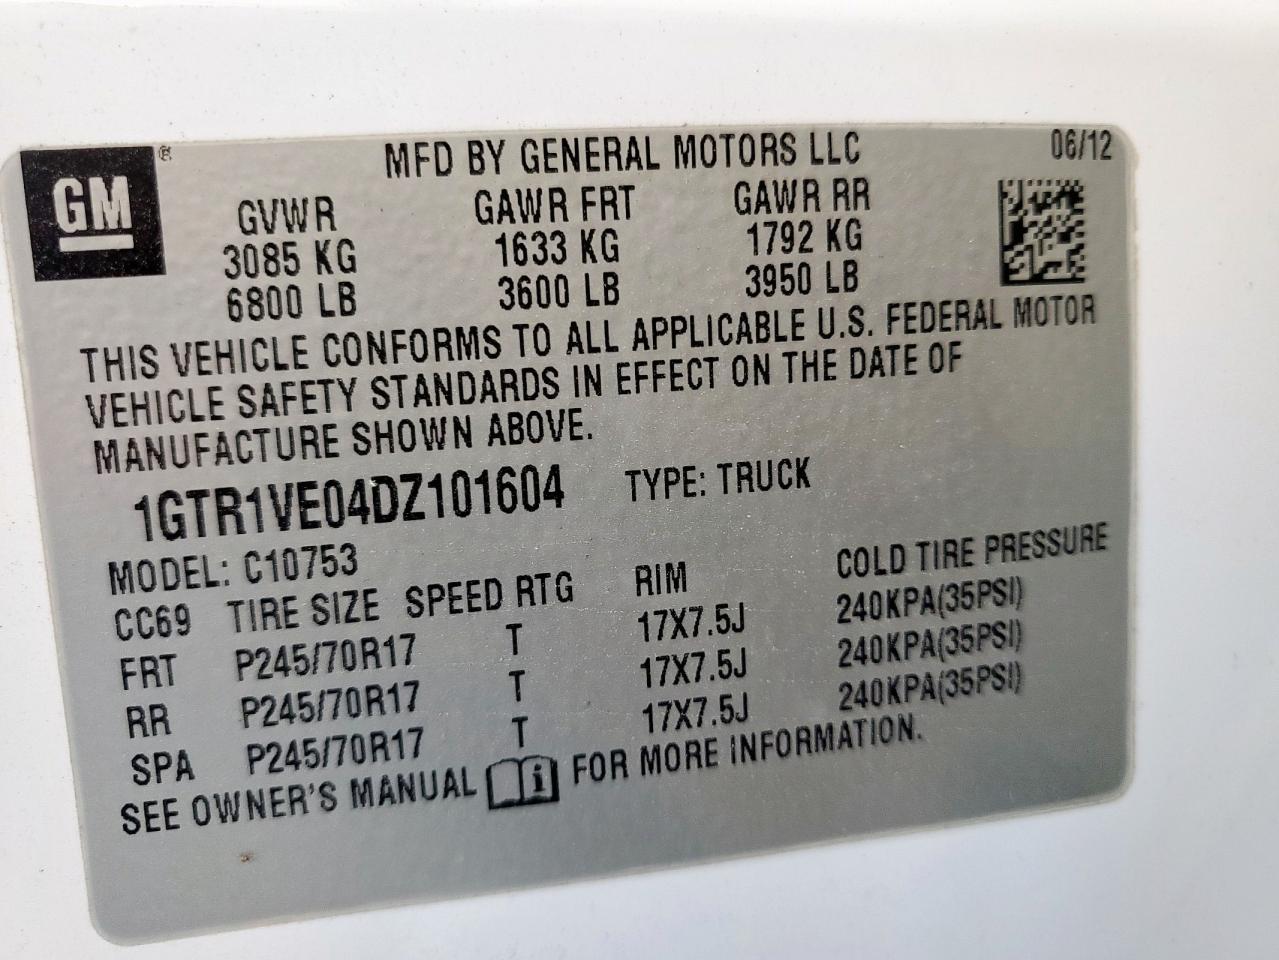 GM ®
MFD BY GENERAL MOTORS LLC 06/12
GVWR GAWR FRT GAWR RR
3085 KG 1633 KG 1792 KG
6800 LB 3600 LB 3950 LB
THIS VEHICLE CONFORMS TO ALL APPLICABLE U.S. FEDERAL MOTOR
VEHICLE SAFETY STANDARDS IN EFFECT ON THE DATE OF
MANUFACTURE SHOWN ABOVE.
1GTR1VE04DZ101604 TYPE: TRUCK
MODEL: C10753
CC69 TIRE SIZE SPEED RTG RIM COLD TIRE PRESSURE
FRT P245/70R17 T 17X7.5J 240KPA(35PSI)
RR P245/70R17 T 17X7.5J 240KPA(35PSI)
SPA P245/70R17 T 17X7.5J 240KPA(35PSI)
SEE OWNER'S MANUAL i FOR MORE INFORMATION.